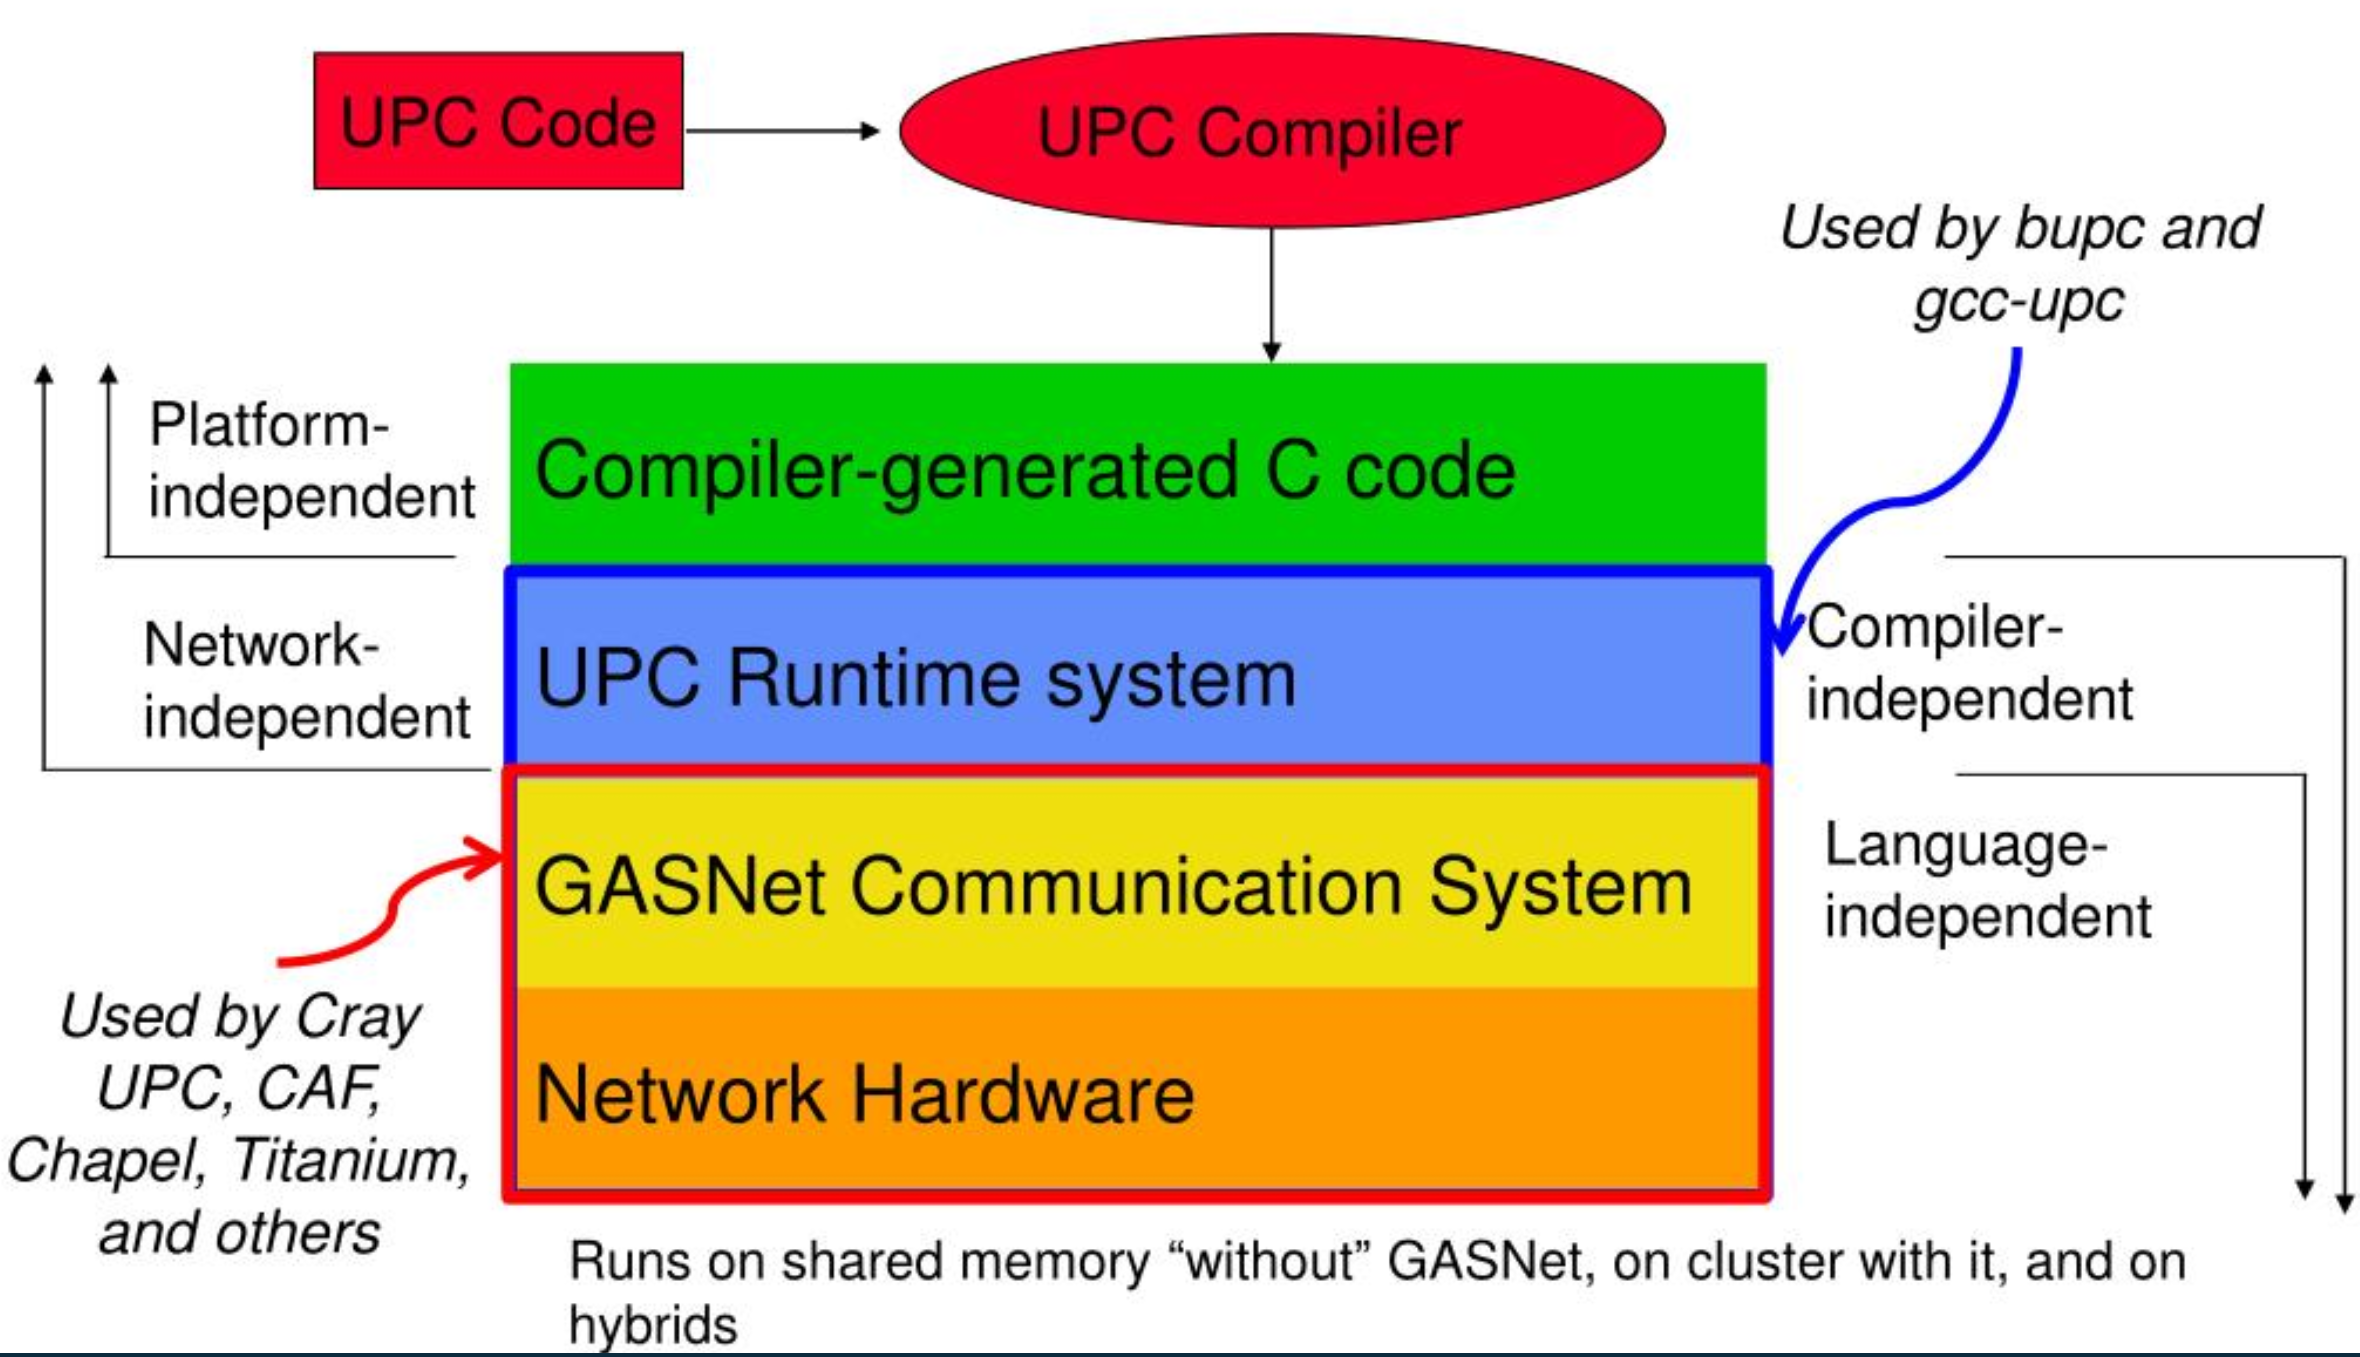 UPC Code
UPC Compiler
Used by bupc and
gcc-upc
Platform-
independent
Compiler-generated C code
Network-
independent
UPC Runtime system
Compiler-
independent
GASNet Communication System
Language-
independent
Used by Cray
UPC, CAF,
Chapel, Titanium,
and others
Network Hardware
Runs on shared memory “without” GASNet, on cluster with it, and on
hybrids